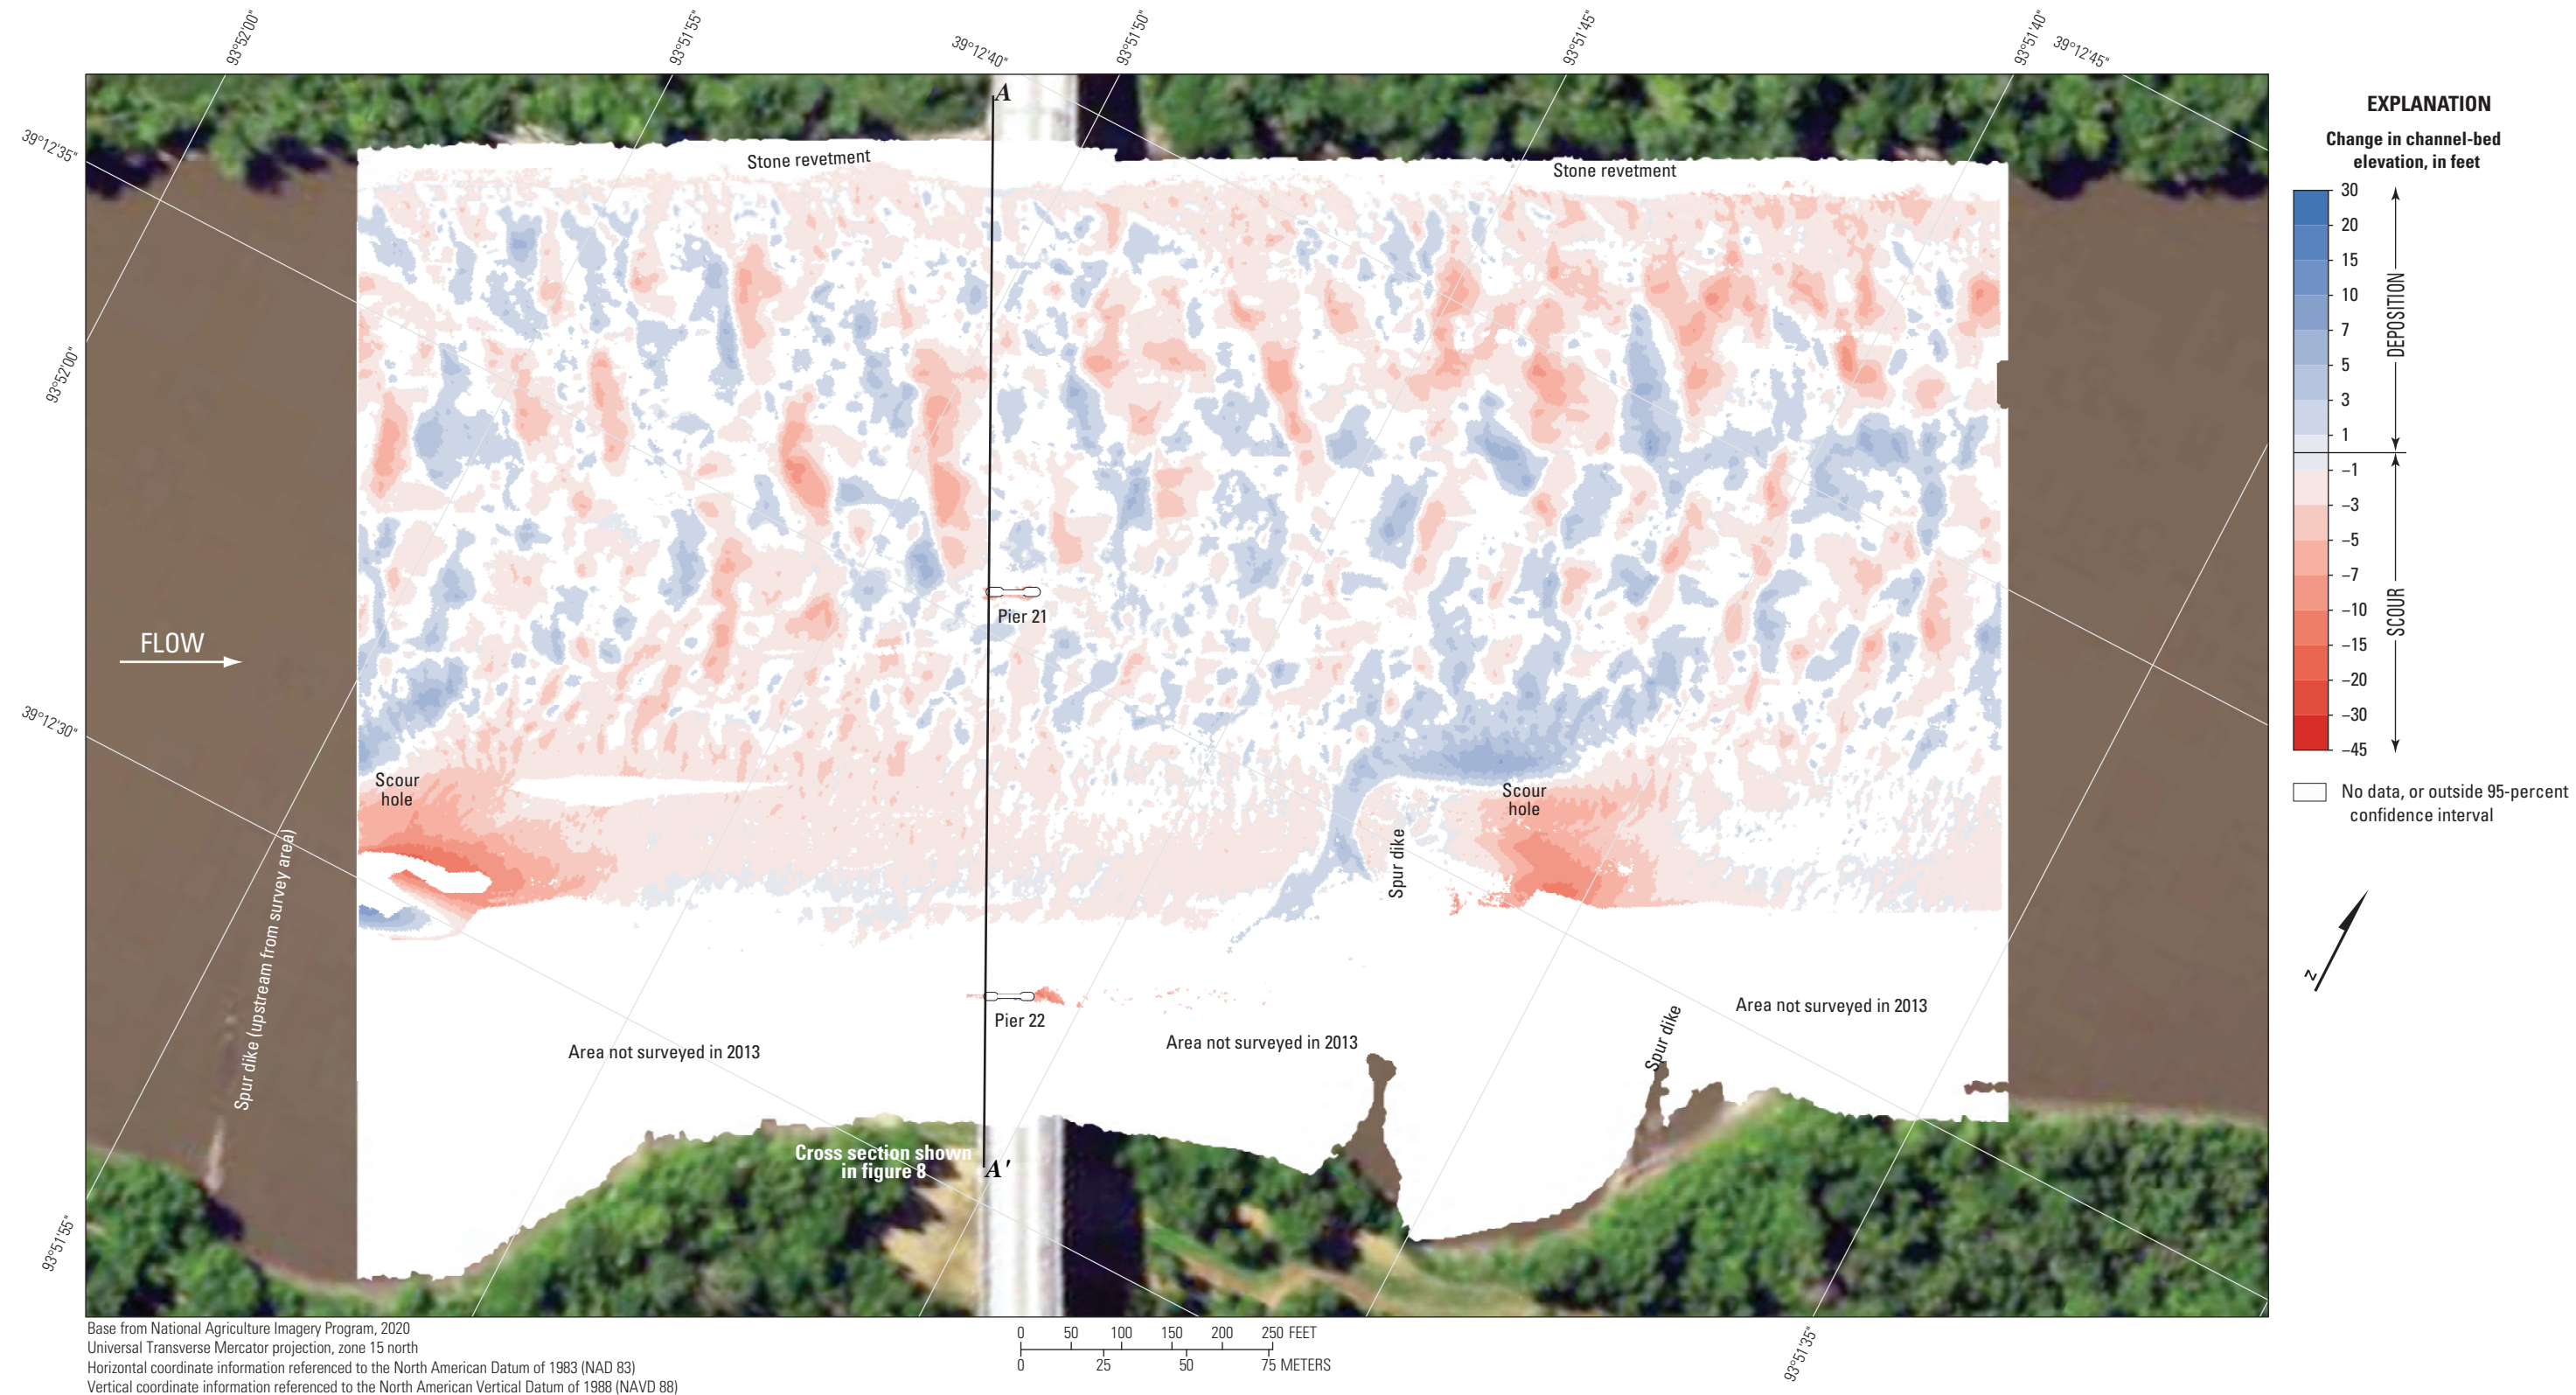 93°52'00"
93°51'55"
39°12'40"
93°51'50"
93°51'45"
93°51'40"
39°12'45"
39°12'35"
93°52'00"
39°12'30"
93°51'55"
93°51'35"
A
Stone revetment
Stone revetment
Pier 21
FLOW
Scour
hole
Scour
hole
Spur dike
Spur dike (upstream from survey area)
Pier 22
Area not surveyed in 2013
Area not surveyed in 2013
Area not surveyed in 2013
Spur dike
Cross section shown
in figure 8
A'
EXPLANATION
Change in channel-bed
elevation, in feet
30
20
15
10
7
5
3
1
–1
–3
–5
–7
–10
–15
–20
–30
–45
DEPOSITION
SCOUR
No data, or outside 95-percent
confidence interval
N
Base from National Agriculture Imagery Program, 2020
Universal Transverse Mercator projection, zone 15 north
Horizontal coordinate information referenced to the North American Datum of 1983 (NAD 83)
Vertical coordinate information referenced to the North American Vertical Datum of 1988 (NAVD 88)
0 50 100 150 200 250 FEET
0 25 50 75 METERS